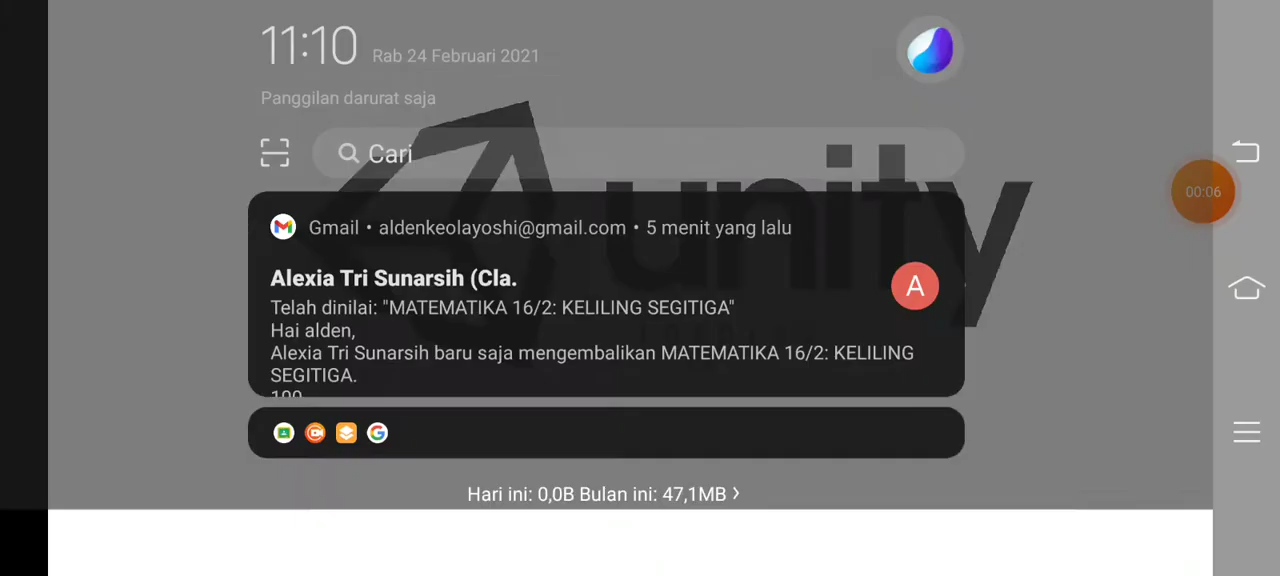 11:10 Rab 24 Februari 2021
Panggilan darurat saja
Cari
unity
Gmail • aldenkeolayoshi@gmail.com • 5 menit yang lalu
00:06
Alexia Tri Sunarsih (Cla.
A
Telah dinilai: "MATEMATIKA 16/2: KELILING SEGITIGA"
Hai alden,
Alexia Tri Sunarsih baru saja mengembalikan MATEMATIKA 16/2: KELILING
SEGITIGA.
100
Hari ini: 0,0B Bulan ini: 47,1MB